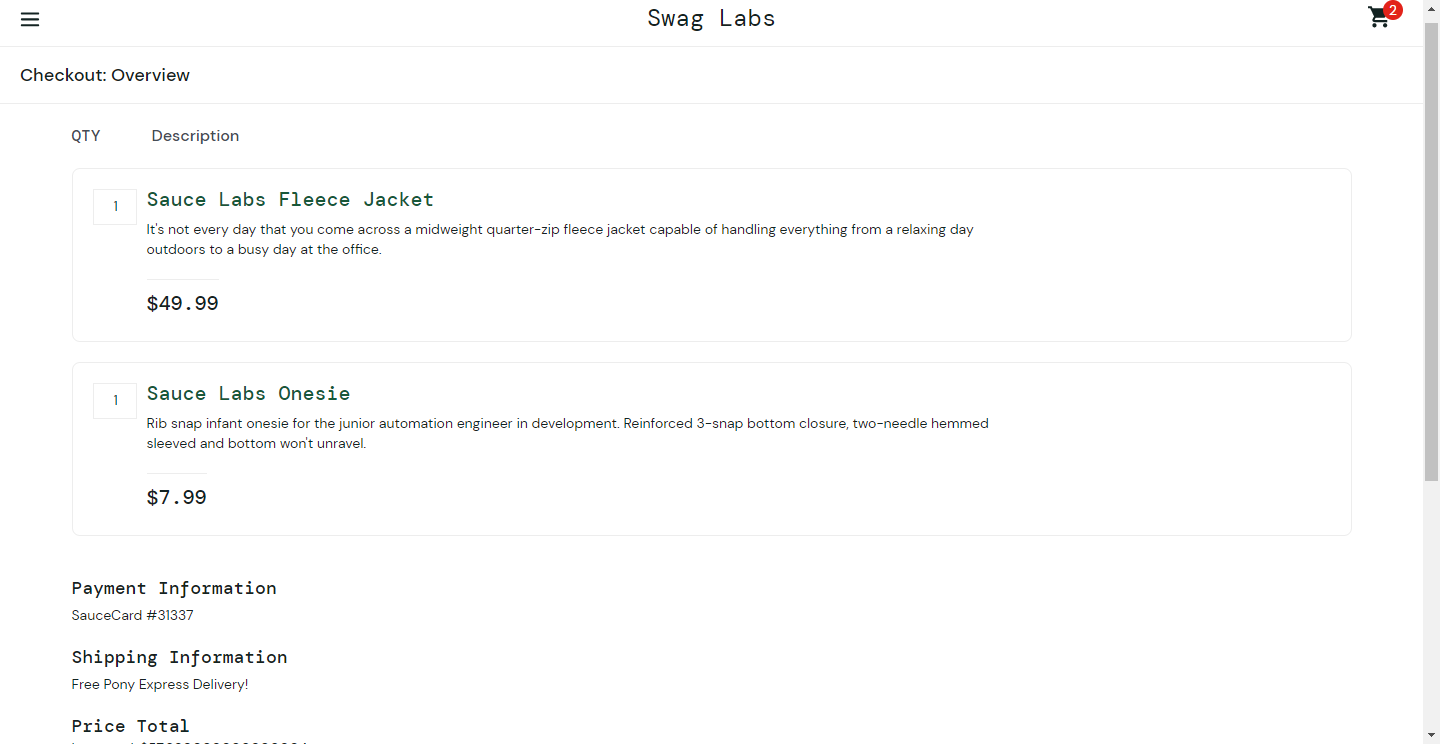 Swag Labs
2
Checkout: Overview
QTY Description
1
Sauce Labs Fleece Jacket
It's not every day that you come across a midweight quarter-zip fleece jacket capable of handling everything from a relaxing day
outdoors to a busy day at the office.
$49.99
1
Sauce Labs Onesie
Rib snap infant onesie for the junior automation engineer in development. Reinforced 3-snap bottom closure, two-needle hemmed
sleeved and bottom won't unravel.
$7.99
Payment Information
SauceCard #31337
Shipping Information
Free Pony Express Delivery!
Price Total